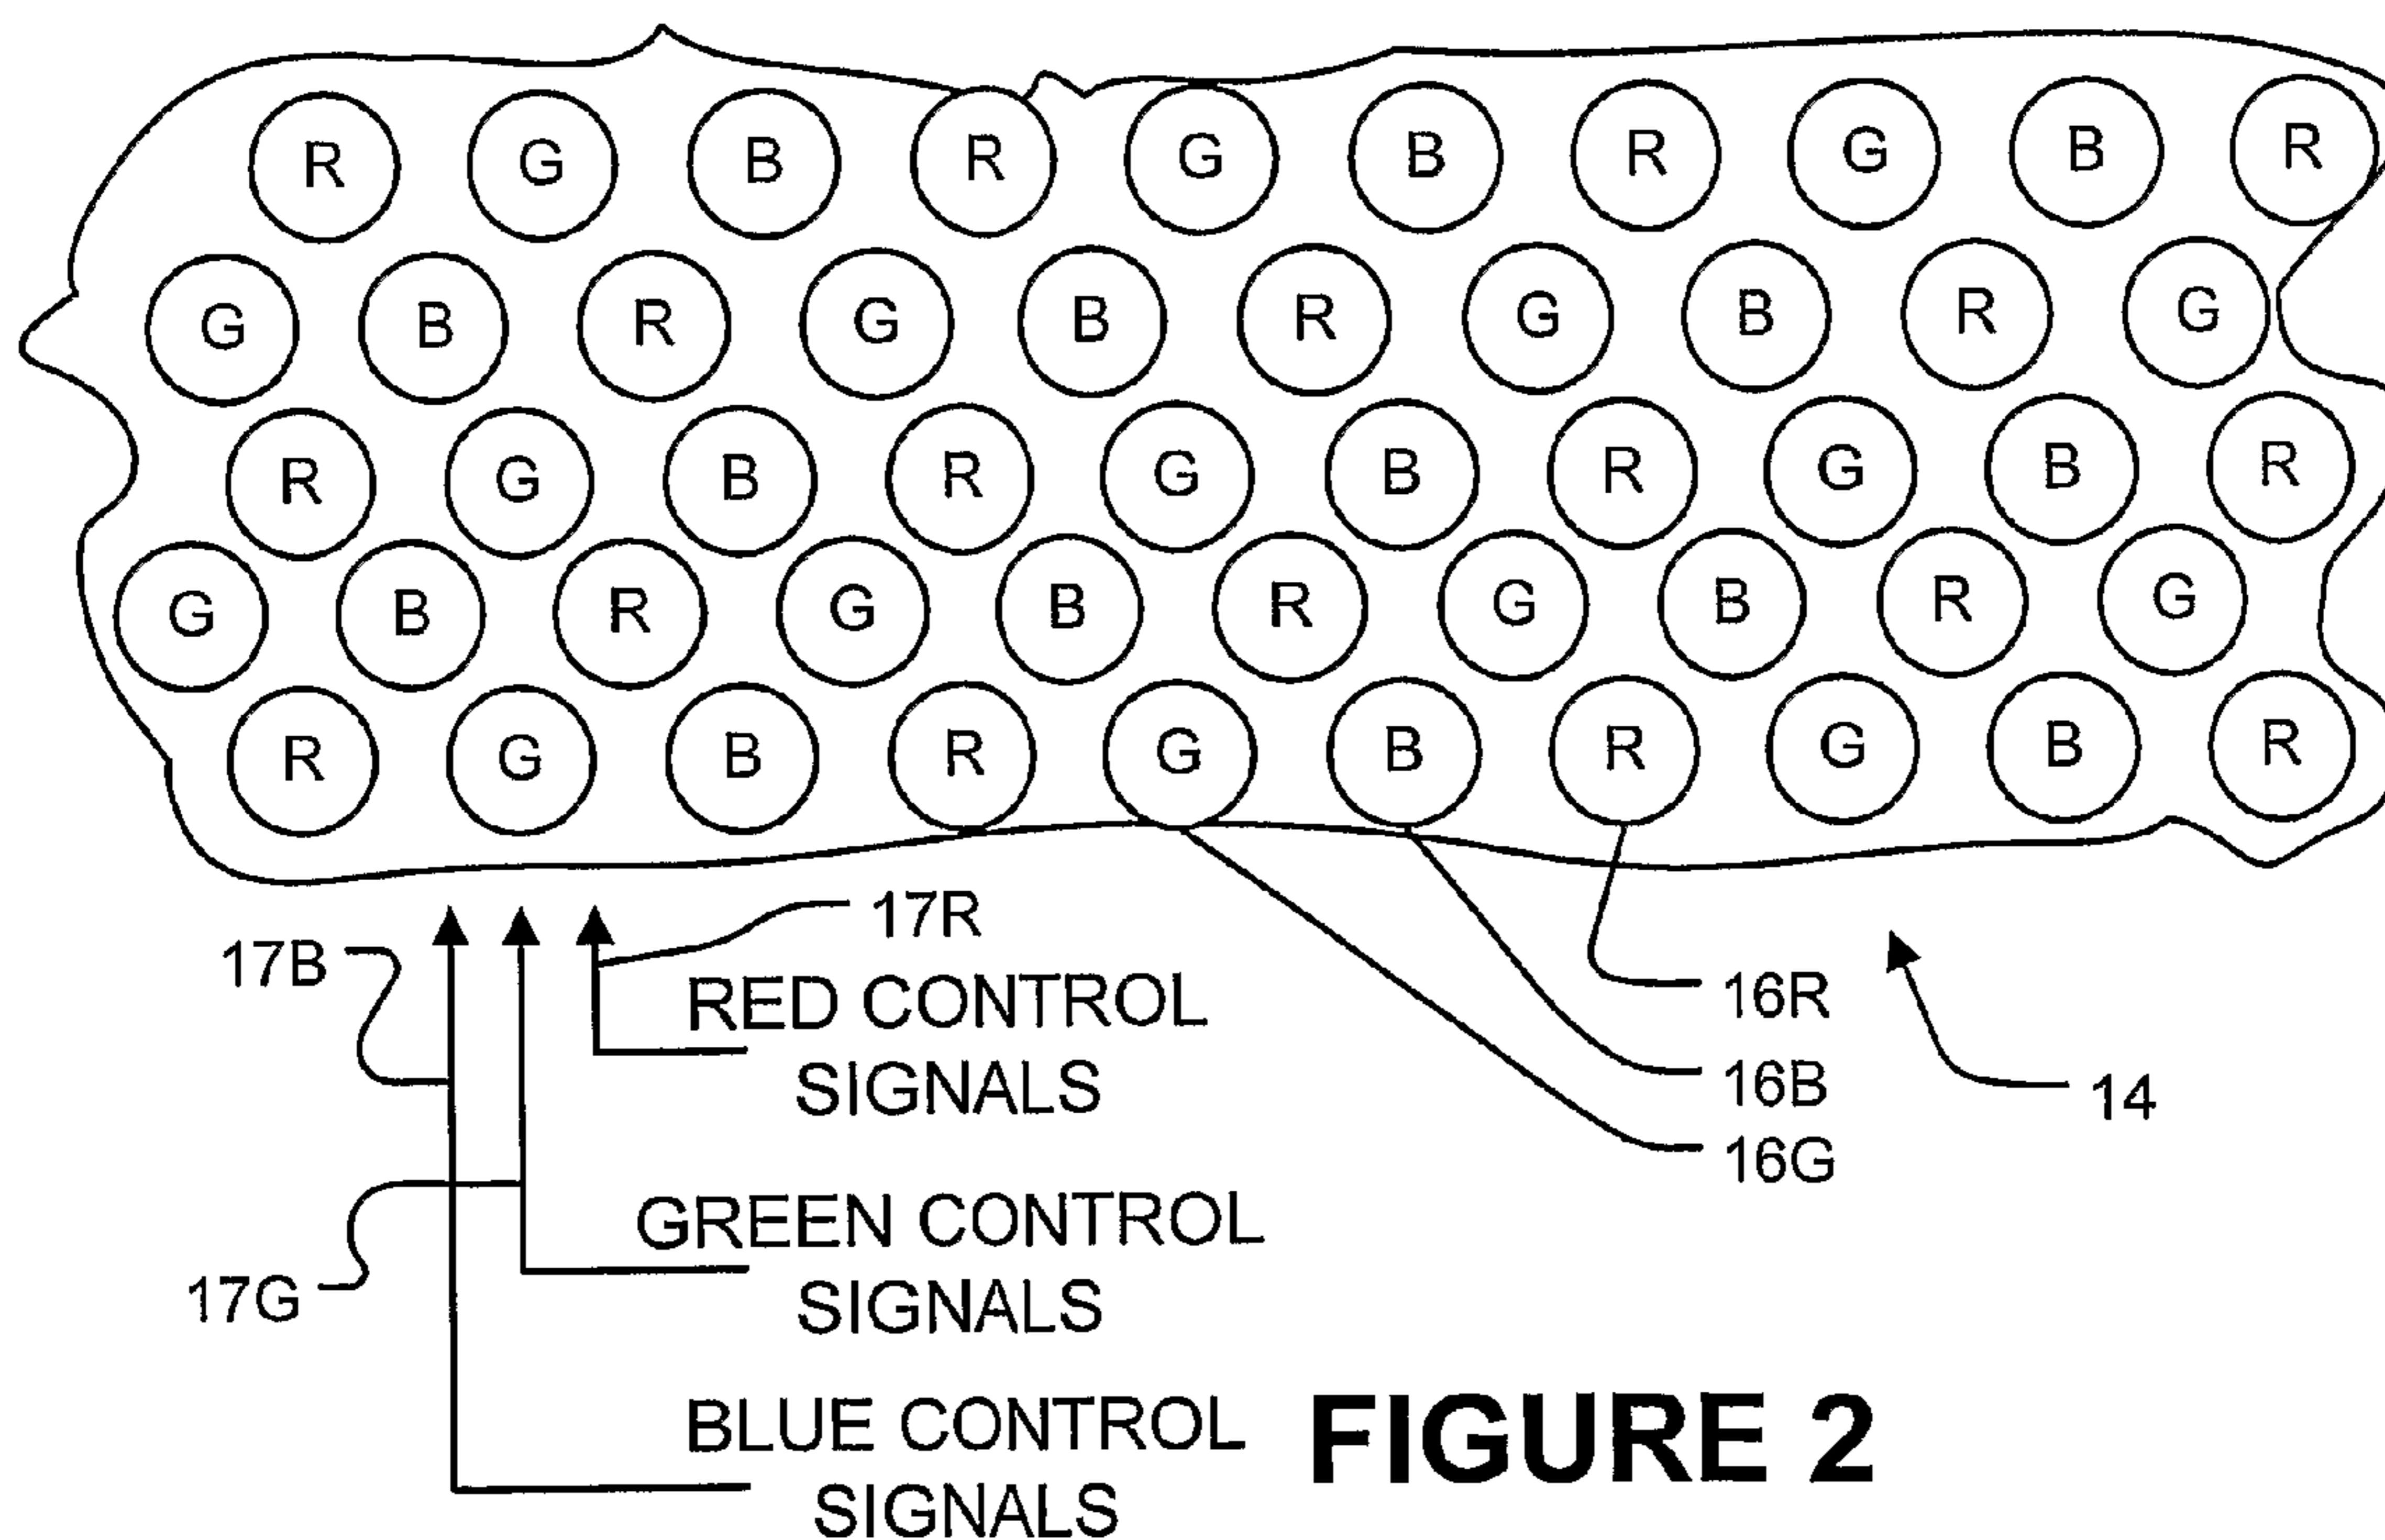 R G B R G B R G B R
G B R G B R G B R G
R G B R G B R G B R
G B R G B R G B R G
R G B R G B R G B R
17R
17B
RED CONTROL
SIGNALS
16R
16B
14
16G
GREEN CONTROL
SIGNALS
17G
BLUE CONTROL
SIGNALS
FIGURE 2